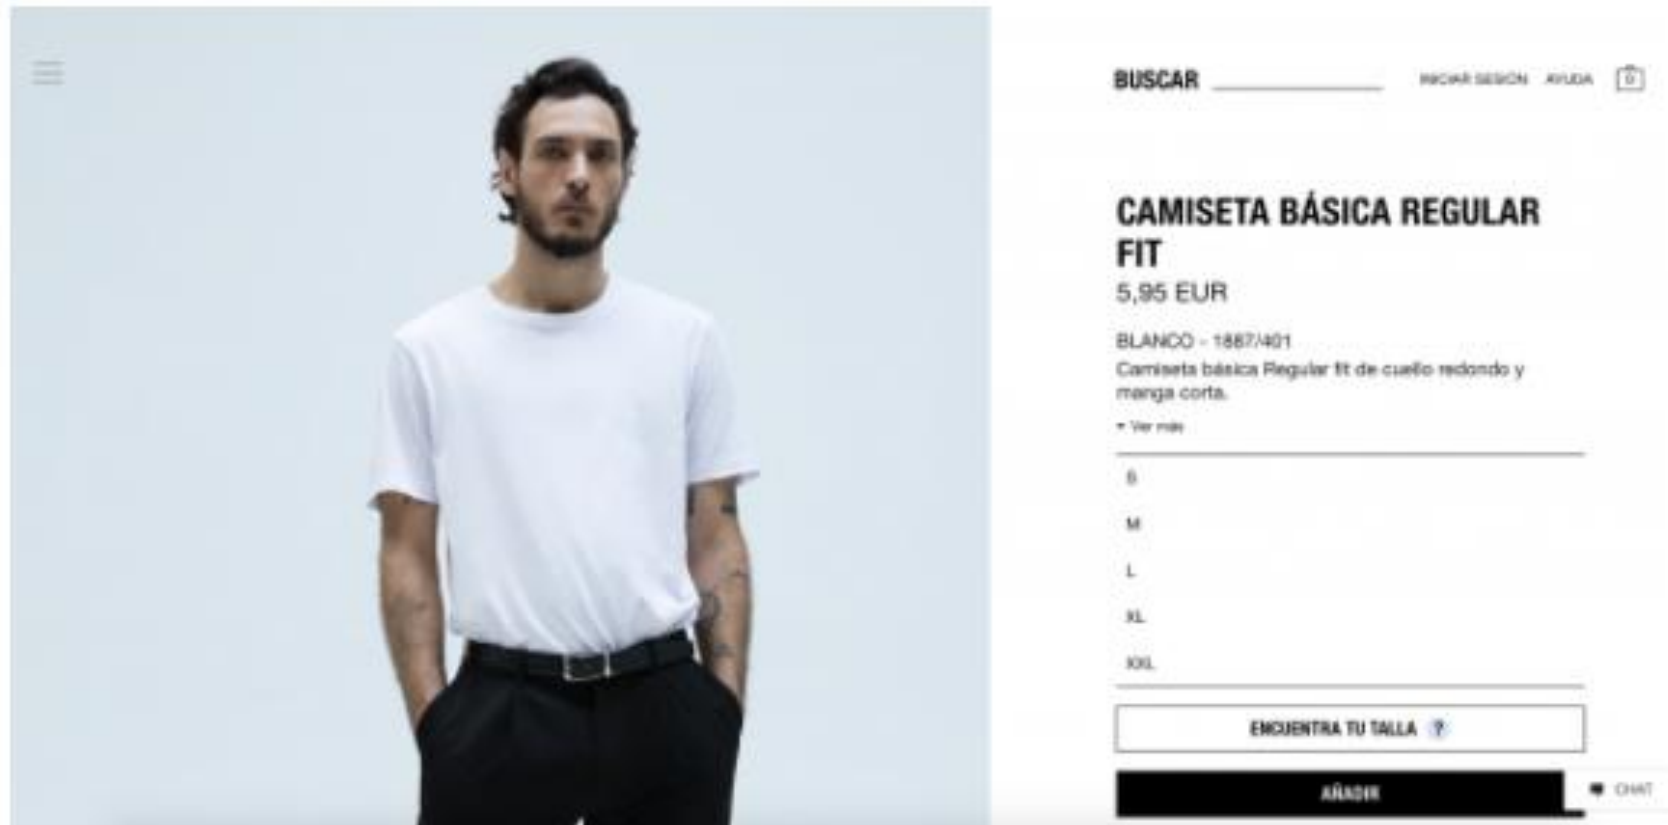 BUSCAR
INICIAR SESIÓN AYUDA 0
CAMISETA BÁSICA REGULAR
FIT
5,95 EUR
BLANCO - 1887/401
Camiseta básica Regular fit de cuello redondo y
manga corta.
Ver más
S
M
L
XL
XXL
ENCUENTRA TU TALLA ?
AÑADIR
CHAT